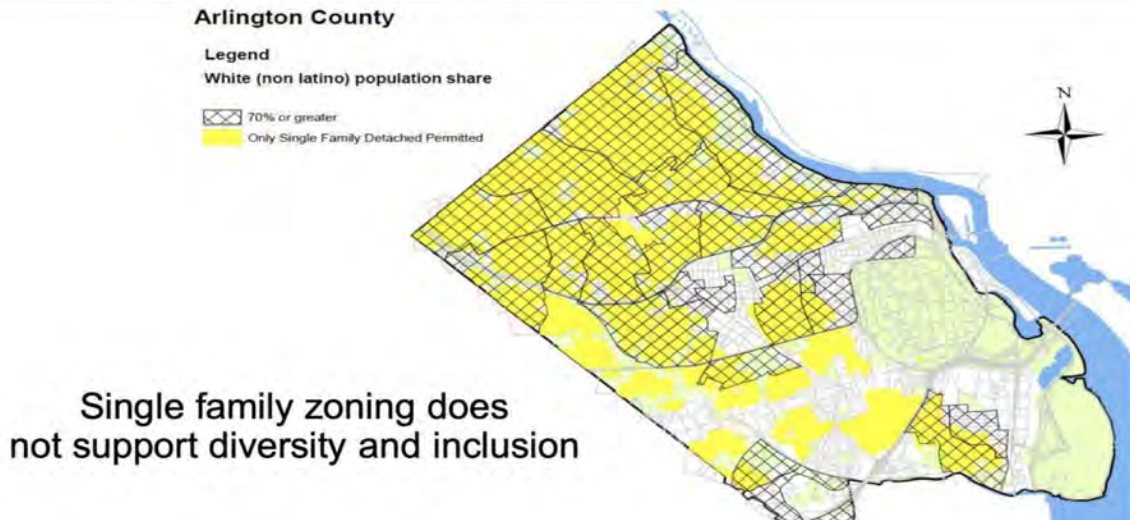 Arlington County
Legend
White (non latino) population share
70% or greater
Only Single Family Detached Permitted
N
Single family zoning does
not support diversity and inclusion